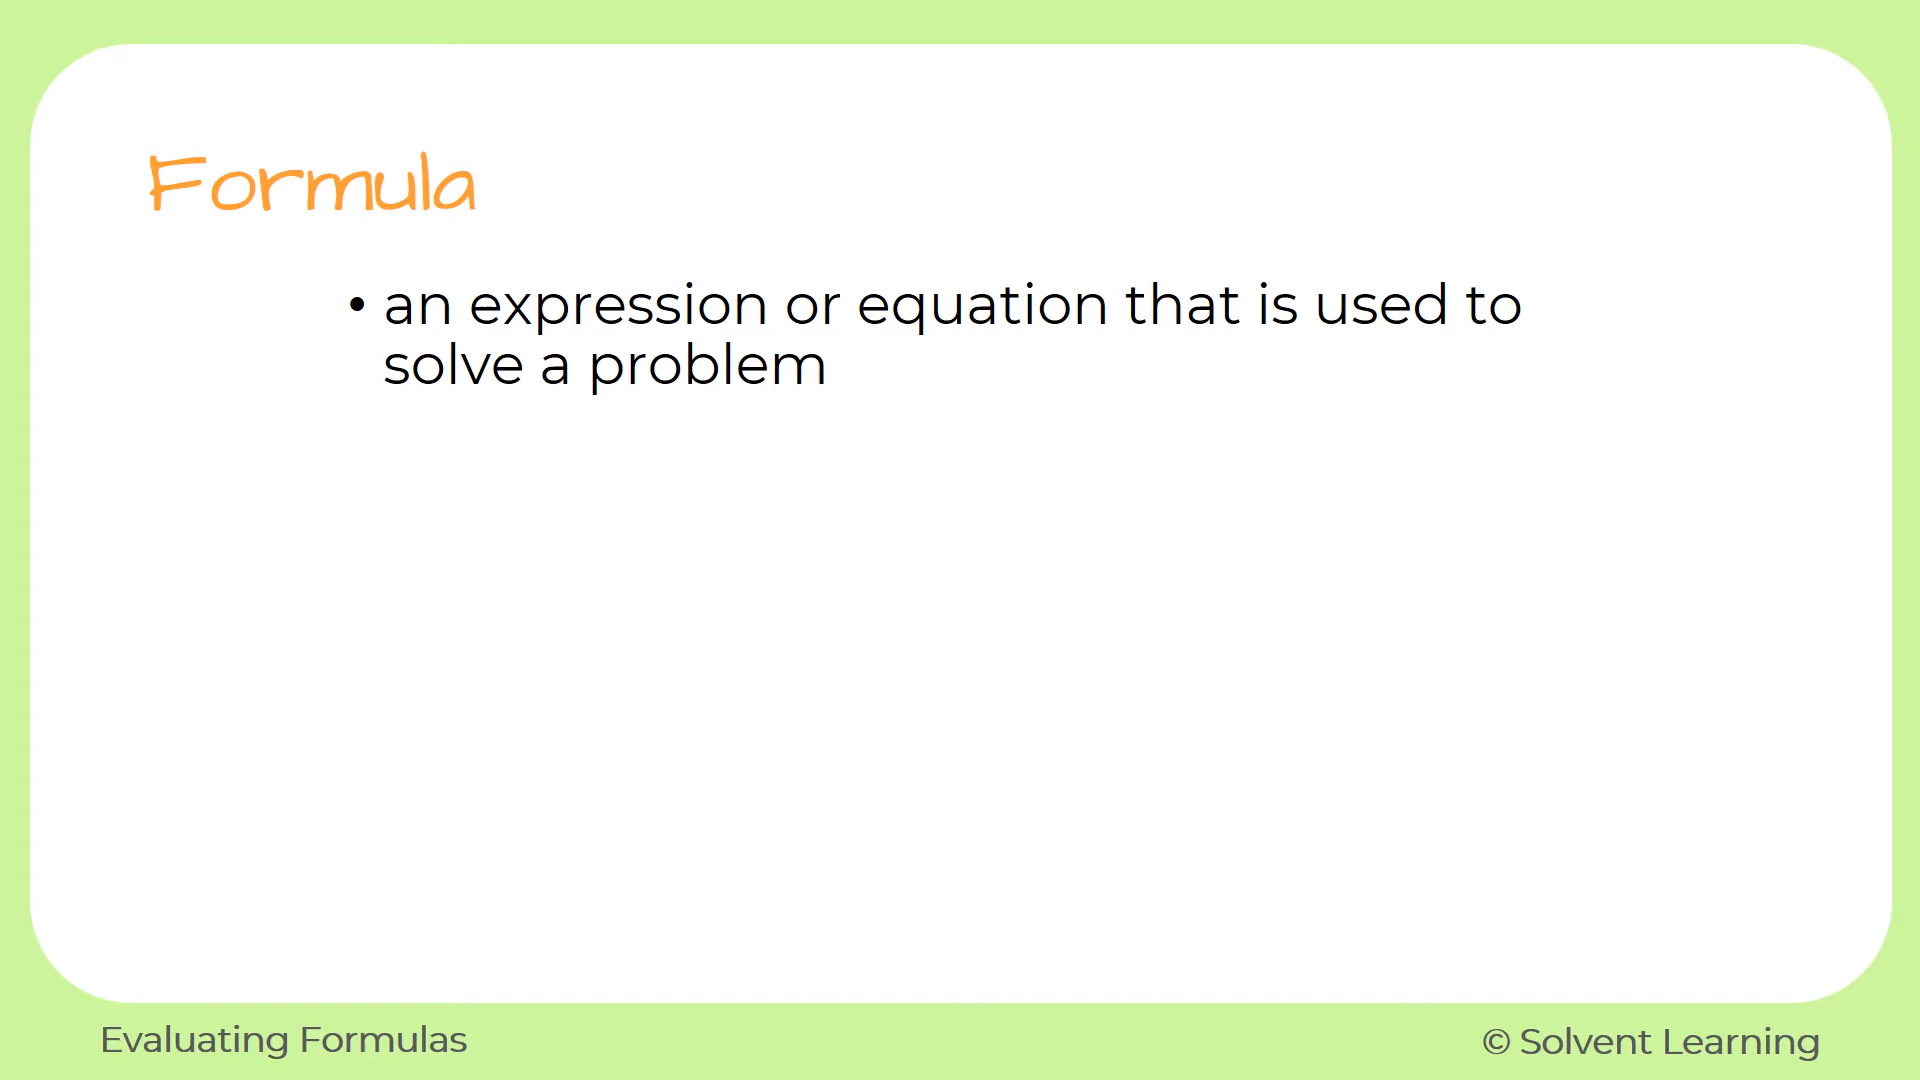 Formula
• an expression or equation that is used to
solve a problem
Evaluating Formulas
© Solvent Learning